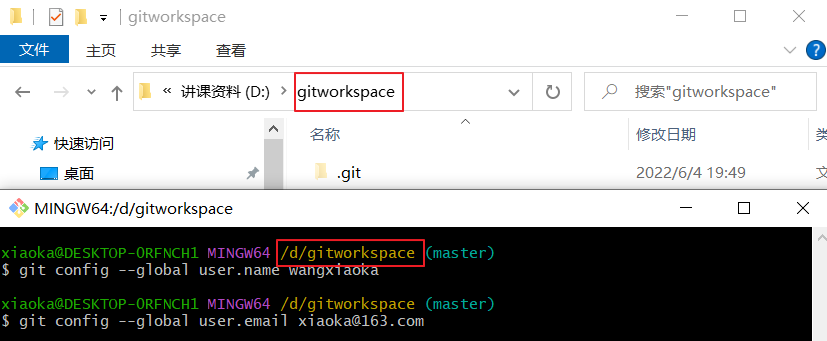 gitworkspace
文件 主页 共享 查看
« 讲课资料 (D:) > gitworkspace 搜索"gitworkspace"
名称 修改日期 类
快速访问
.git 2022/6/4 19:49 文
桌面
MINGW64:/d/gitworkspace
xiaoka@DESKTOP-ORFNCH1 MINGW64 /d/gitworkspace (master)
$ git config --global user.name wangxiaoka
xiaoka@DESKTOP-ORFNCH1 MINGW64 /d/gitworkspace (master)
$ git config --global user.email xiaoka@163.com